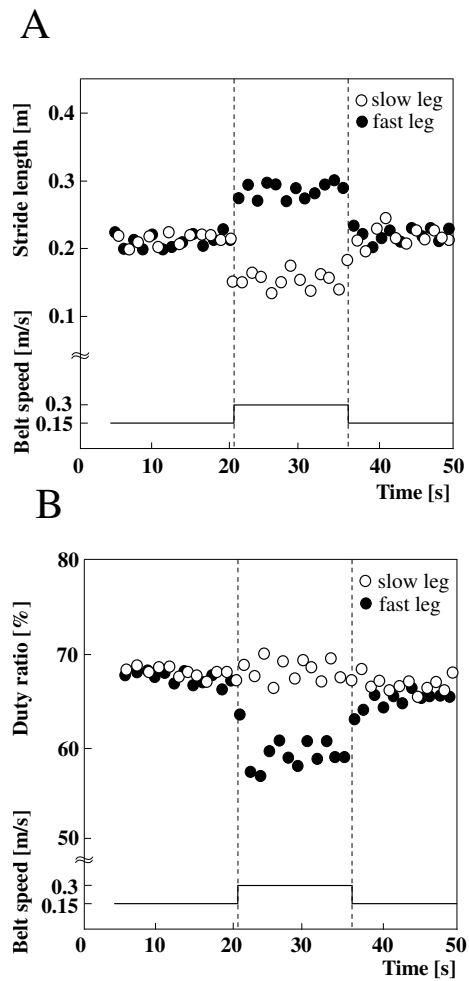 A
Stride length [m]
0.4
0.3
0.2
0.1
slow leg
fast leg
Belt speed [m/s]
0.3
0.15
0 10 20 30 40 50
Time [s]
B
Duty ratio [%]
80
70
60
50
slow leg
fast leg
Belt speed [m/s]
0.3
0.15
0 10 20 30 40 50
Time [s]